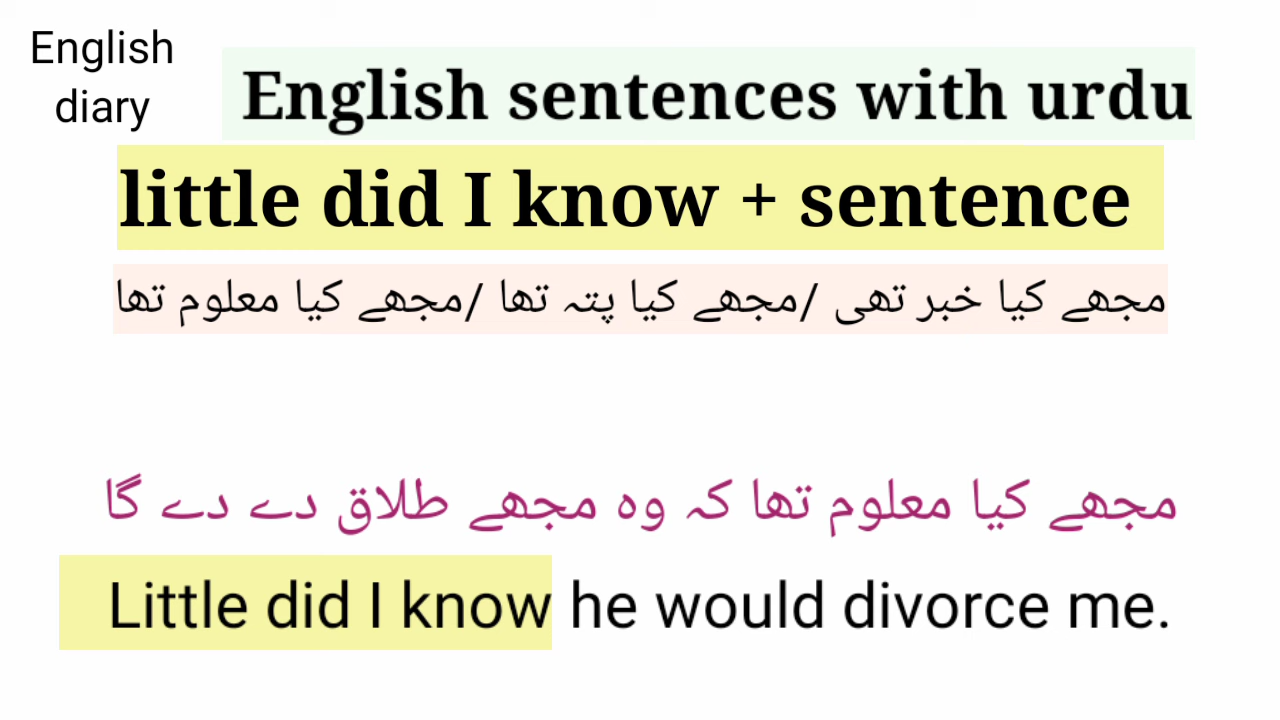 English
diary
English sentences with urdu
little did I know + sentence
مجھے کیا خبر تھی /مجھے کیا پتہ تھا /مجھے کیا معلوم تھا
مجھے کیا معلوم تھا کہ وہ مجھے طلاق دے دے گا
Little did I know he would divorce me.